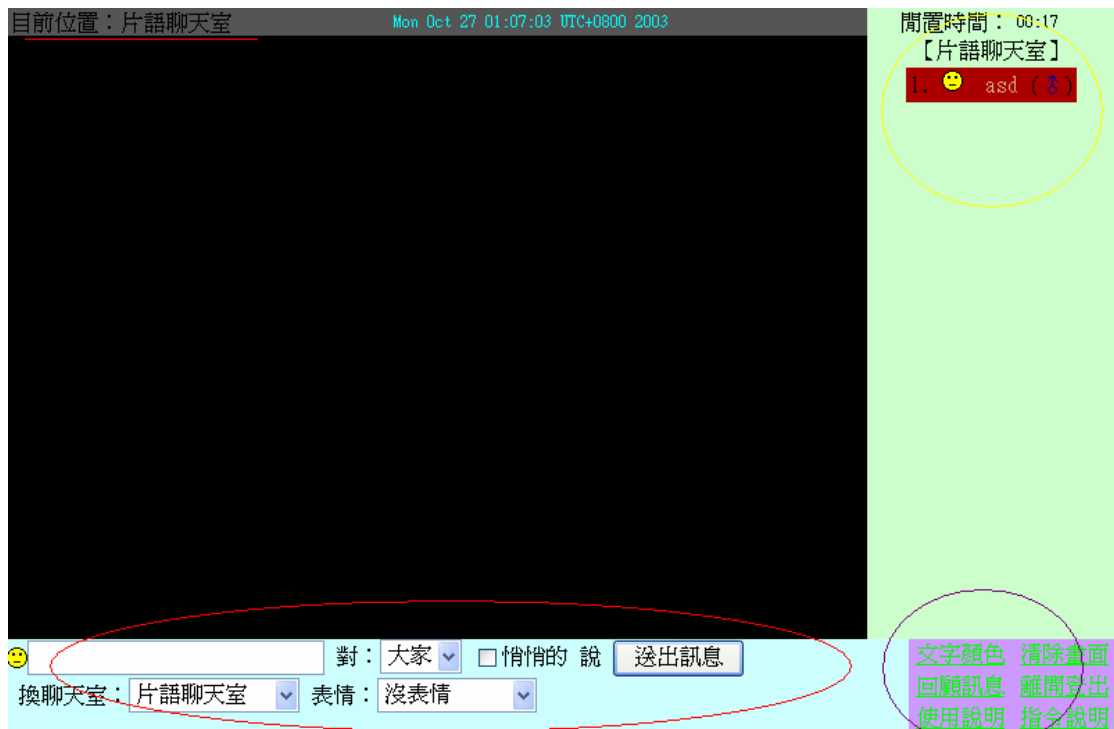 目前位置：片語聊天室 Mon Oct 27 01:07:03 UTC+0800 2003
閒置時間： 00:17
【片語聊天室】
1. asd (♂)
對： 大家 悄悄的 說 送出訊息
換聊天室： 片語聊天室 表情： 沒表情
文字顏色 清除畫面
回顧訊息 離開登出
使用說明 指令說明